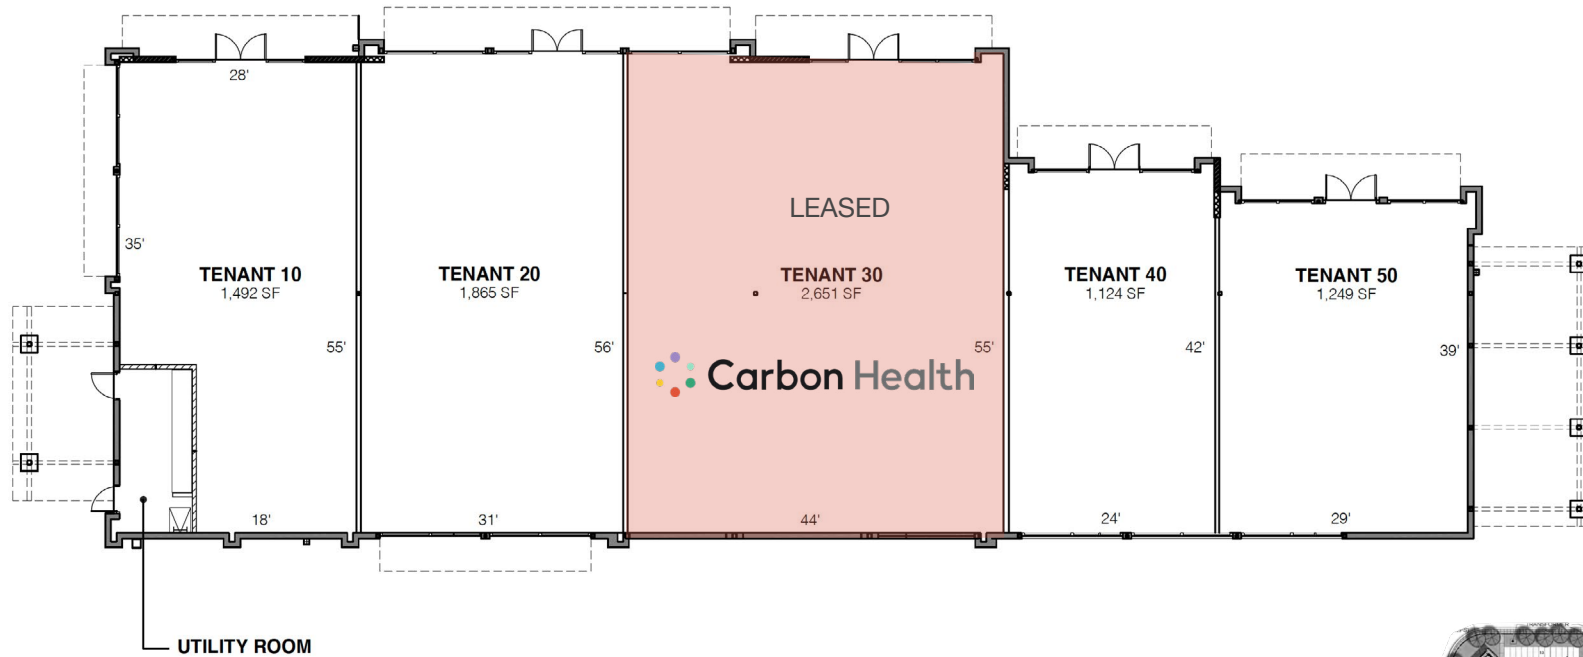 28'
LEASED
35'
TENANT 10
1,492 SF
TENANT 20
1,865 SF
TENANT 30
2,651 SF
TENANT 40
1,124 SF
TENANT 50
1,249 SF
55'
56'
55'
42'
39'
Carbon Health
18'
31'
44'
24'
29'
UTILITY ROOM